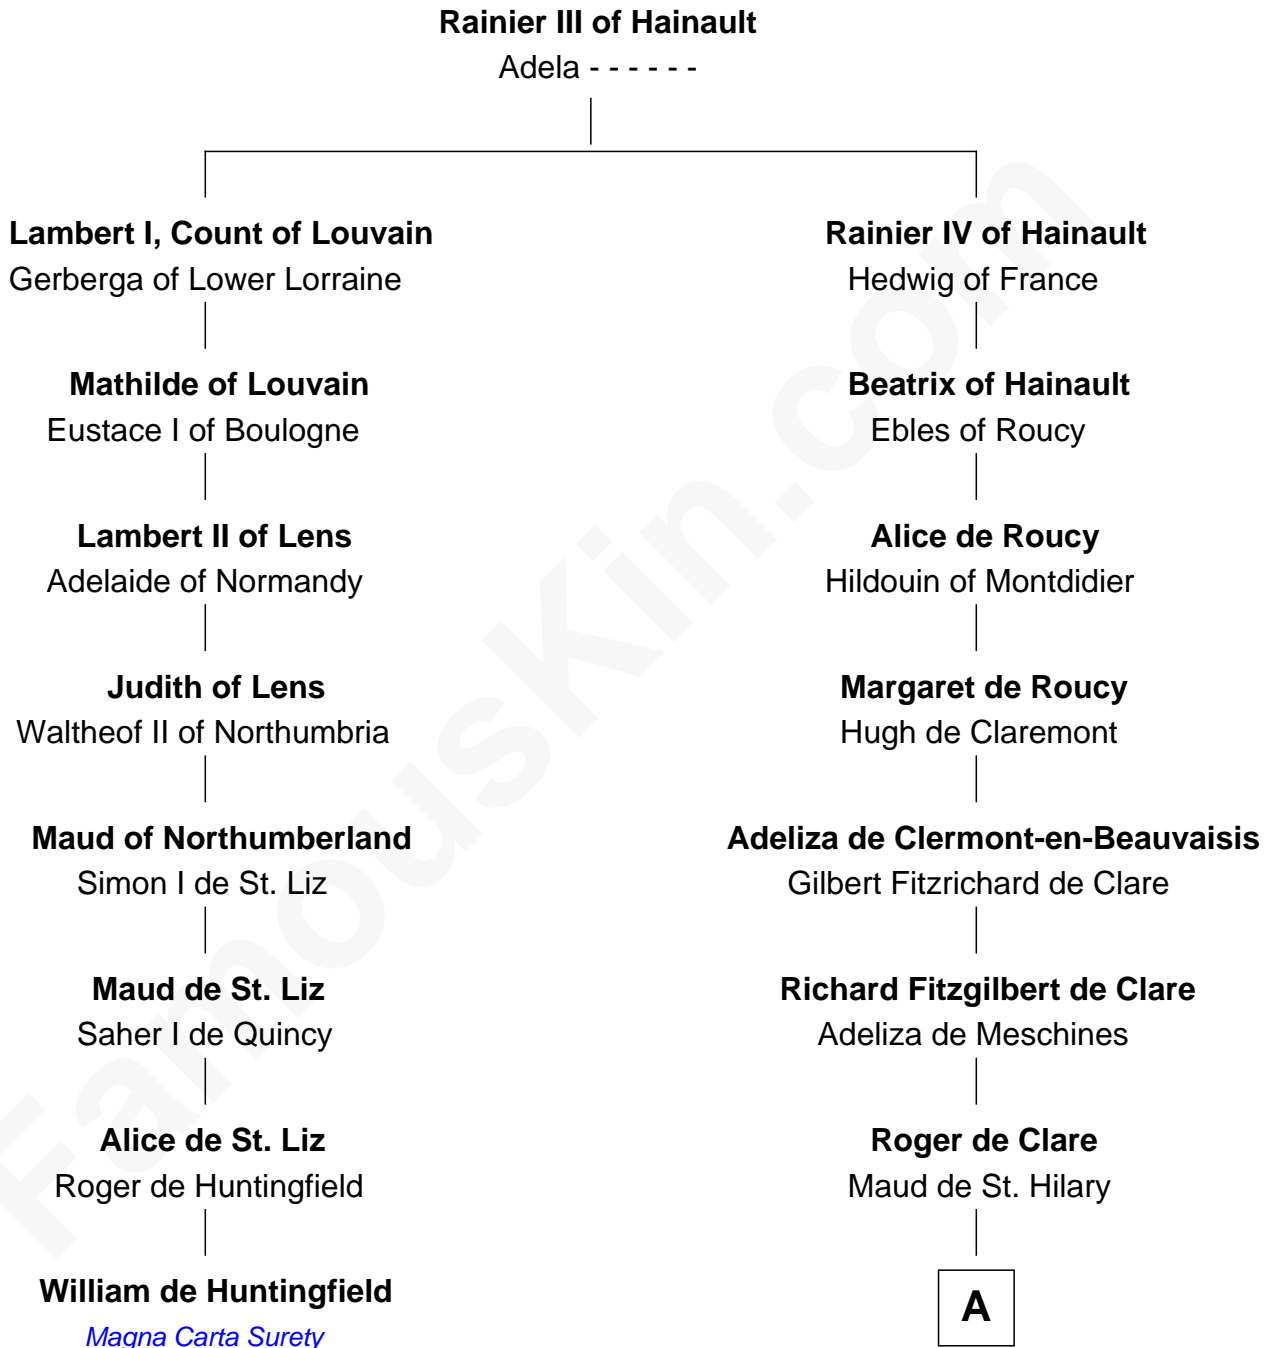 Rainier III of Hainault
Adela - - - - - -
Lambert I, Count of Louvain
Gerberga of Lower Lorraine
Mathilde of Louvain
Eustace I of Boulogne
Lambert II of Lens
Adelaide of Normandy
Judith of Lens
Waltheof II of Northumbria
Maud of Northumberland
Simon I de St. Liz
Maud de St. Liz
Saher I de Quincy
Alice de St. Liz
Roger de Huntingfield
William de Huntingfield
Magna Carta Surety
Rainier IV of Hainault
Hedwig of France
Beatrix of Hainault
Ebles of Roucy
Alice de Roucy
Hildouin of Montdidier
Margaret de Roucy
Hugh de Claremont
Adeliza de Clermont-en-Beauvaisis
Gilbert Fitzrichard de Clare
Richard Fitzgilbert de Clare
Adeliza de Meschines
Roger de Clare
Maud de St. Hilary
A
FamousKin.com